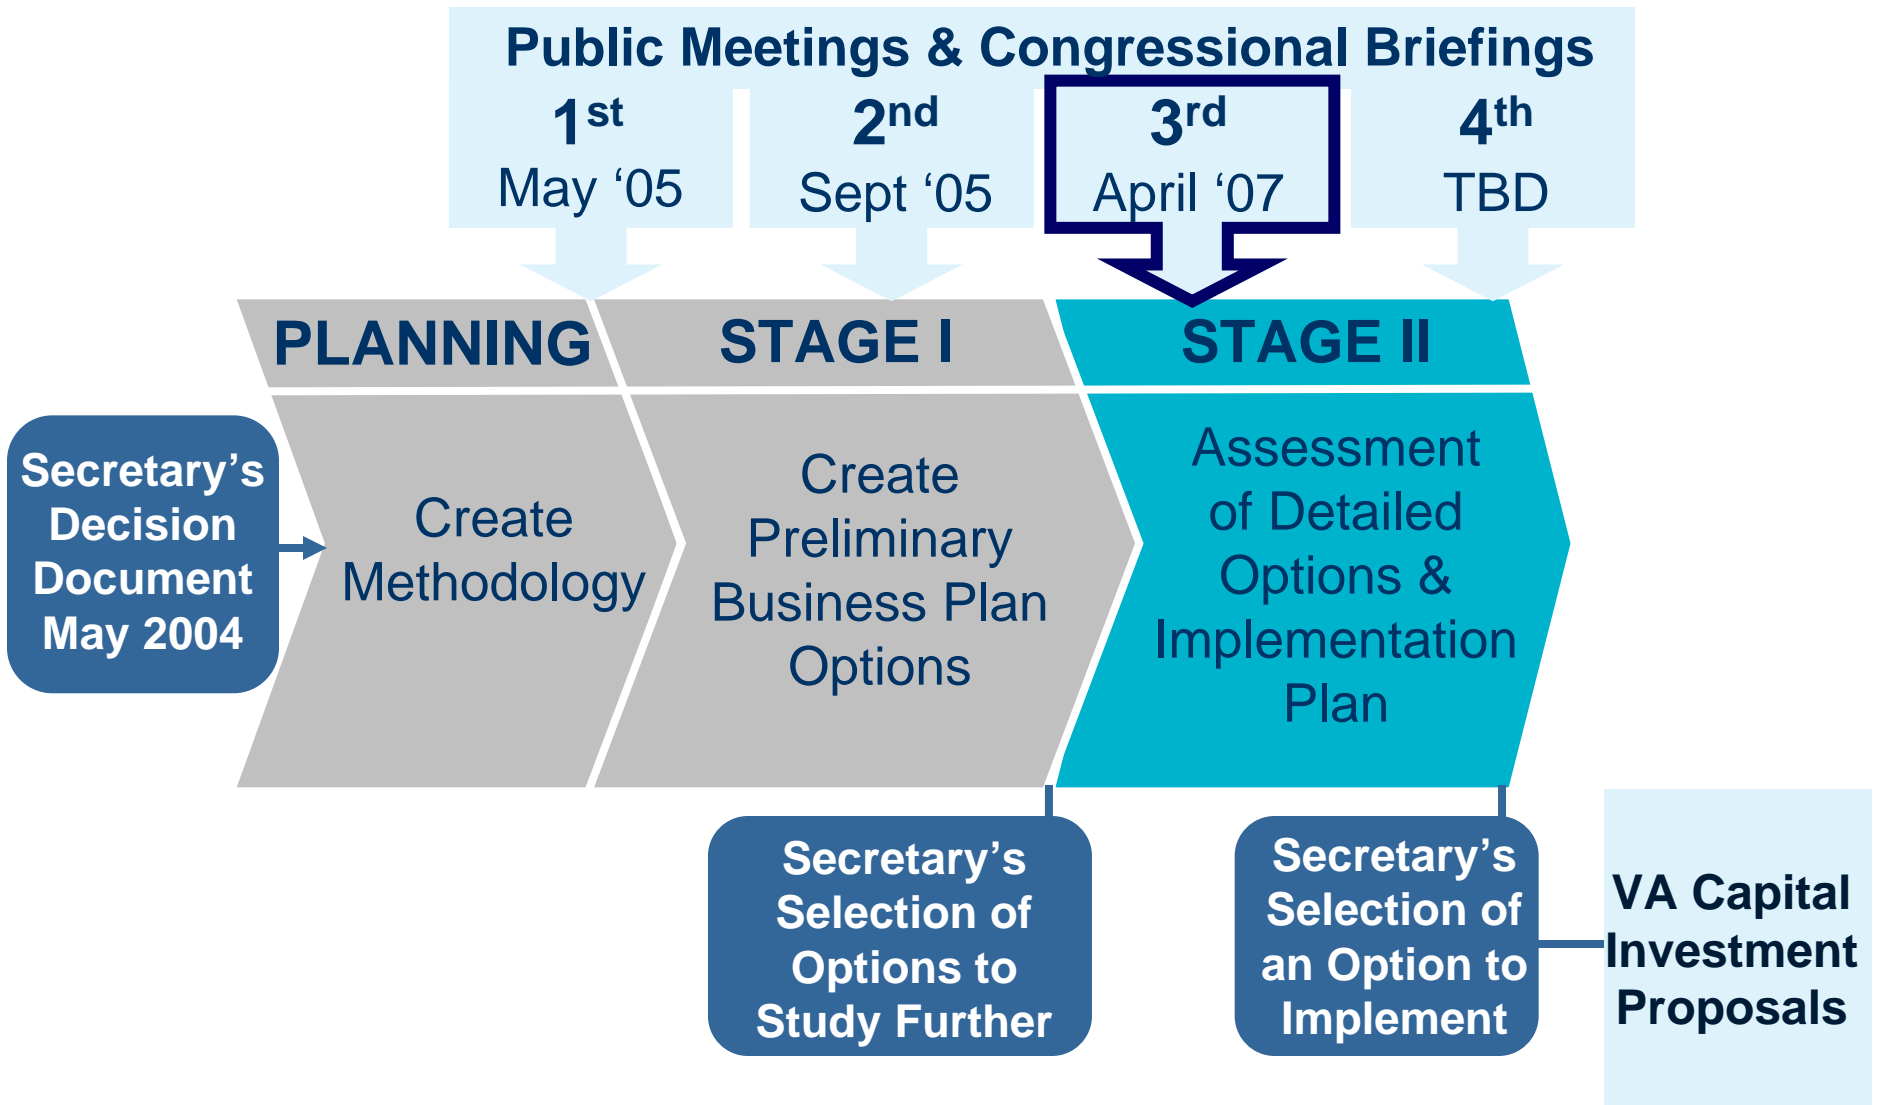 Public Meetings & Congressional Briefings
1st
May ‘05
2nd
Sept ‘05
3rd
April ‘07
4th
TBD
PLANNING
STAGE I
STAGE II
Secretary’s
Decision
Document
May 2004
Create
Methodology
Create
Preliminary
Business Plan
Options
Assessment
of Detailed
Options &
Implementation
Plan
Secretary’s
Selection of
Options to
Study Further
Secretary’s
Selection of
an Option to
Implement
VA Capital
Investment
Proposals